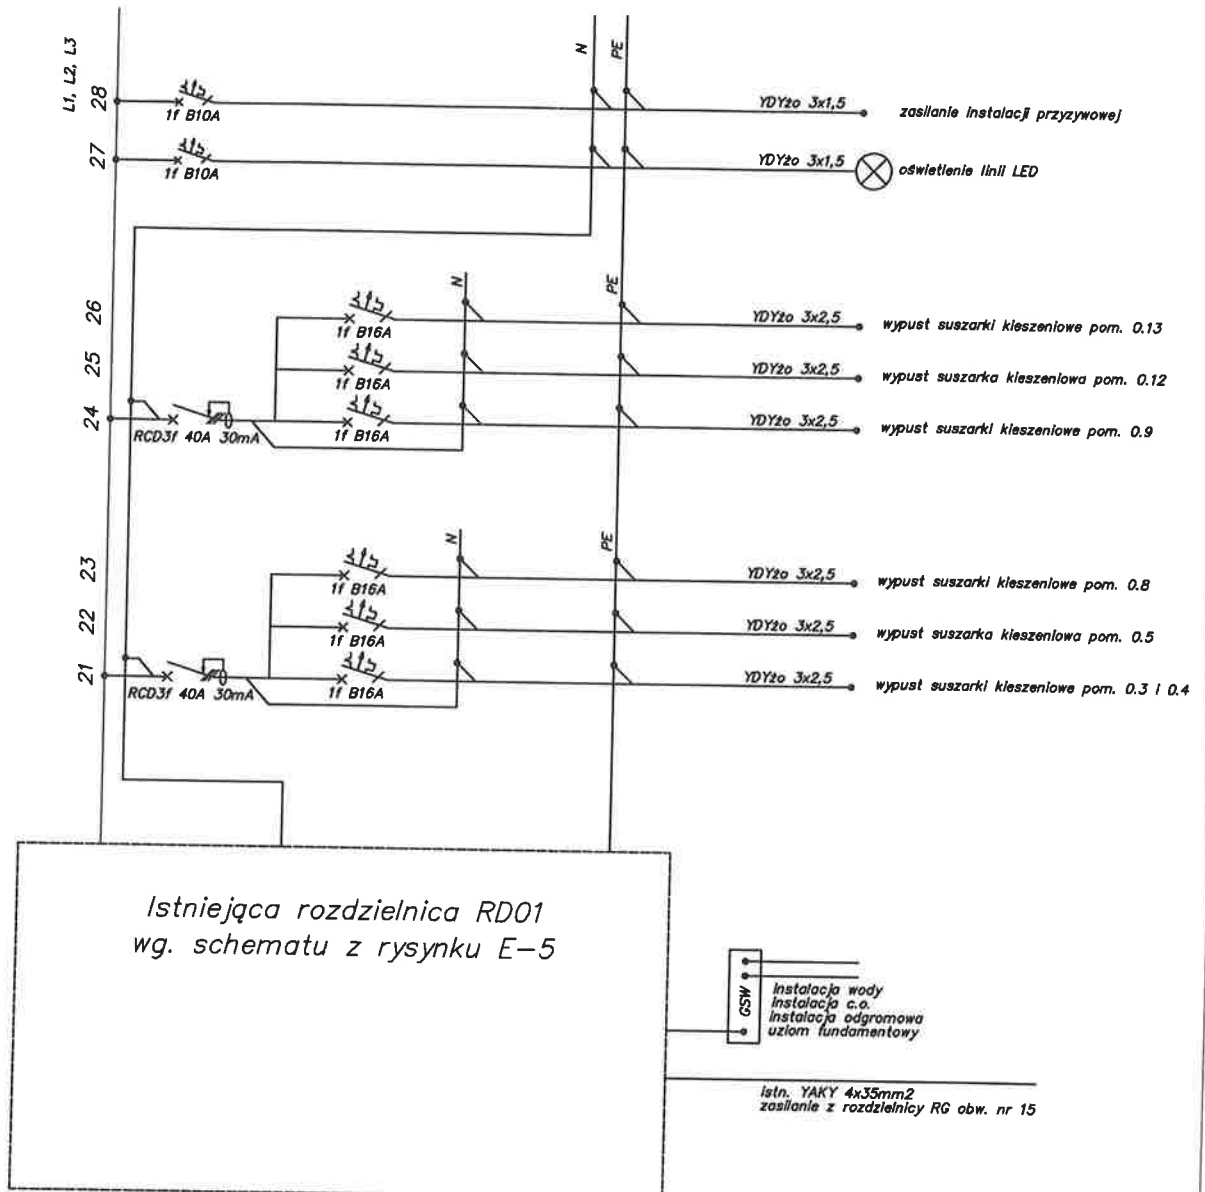 L1, L2, L3
N
PE
28
1f B10A
YDYżo 3x1,5
zasilanie instalacji przyzywowej
27
1f B10A
YDYżo 3x1,5
oświetlenie linii LED
N
PE
26
1f B16A
YDYżo 3x2,5
wypust suszarki kieszeniowe pom. 0.13
25
1f B16A
YDYżo 3x2,5
wypust suszarka kieszeniowa pom. 0.12
24
RCD3f 40A 30mA
1f B16A
YDYżo 3x2,5
wypust suszarki kieszeniowe pom. 0.9
N
PE
23
1f B16A
YDYżo 3x2,5
wypust suszarki kieszeniowe pom. 0.8
22
1f B16A
YDYżo 3x2,5
wypust suszarka kieszeniowa pom. 0.5
21
RCD3f 40A 30mA
1f B16A
YDYżo 3x2,5
wypust suszarki kieszeniowe pom. 0.3 i 0.4
Istniejąca rozdzielnica RD01
wg. schematu z rysynku E-5
GSW
Instalacja wody
Instalacja c.o.
Instalacja odgromowa
uziom fundamentowy
istn. YAKY 4x35mm2
zasilanie z rozdzielnicy RG obw. nr 15